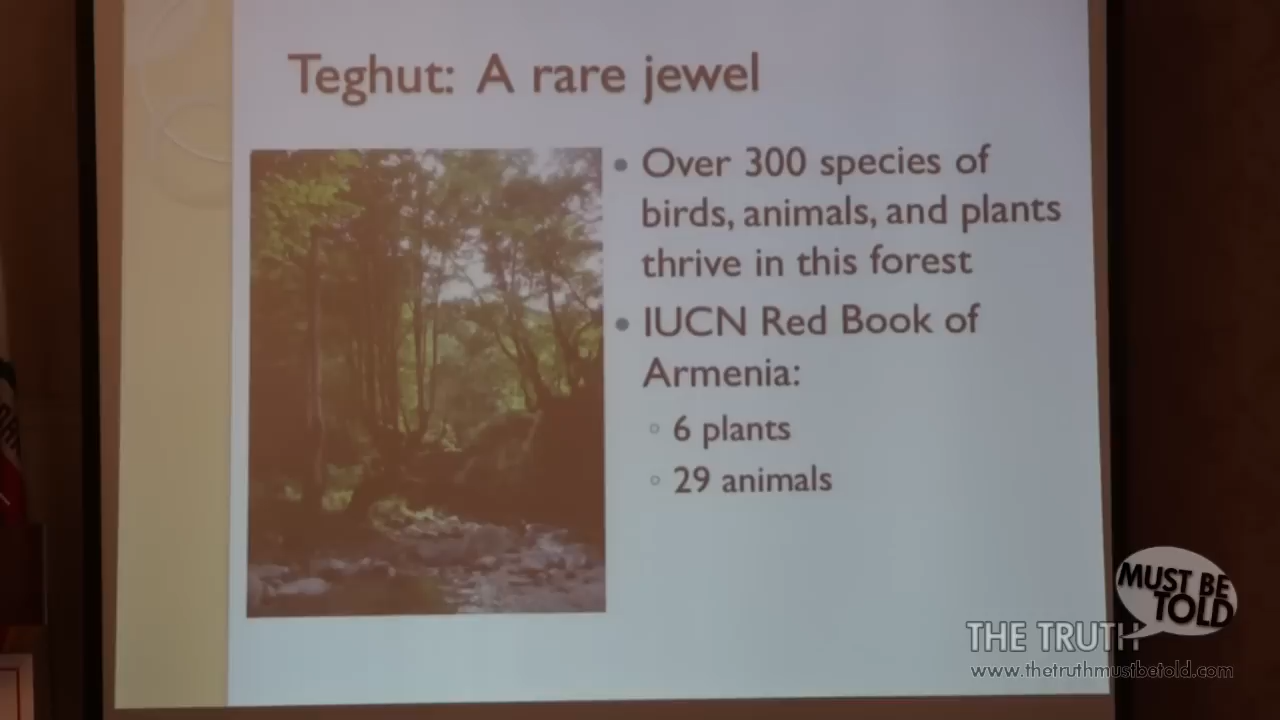 Teghut: A rare jewel
• Over 300 species of
birds, animals, and plants
thrive in this forest
• IUCN Red Book of
Armenia:
◦ 6 plants
◦ 29 animals
MUST BE
TOLD
THE TRUTH
www.thetruthmustbetold.com